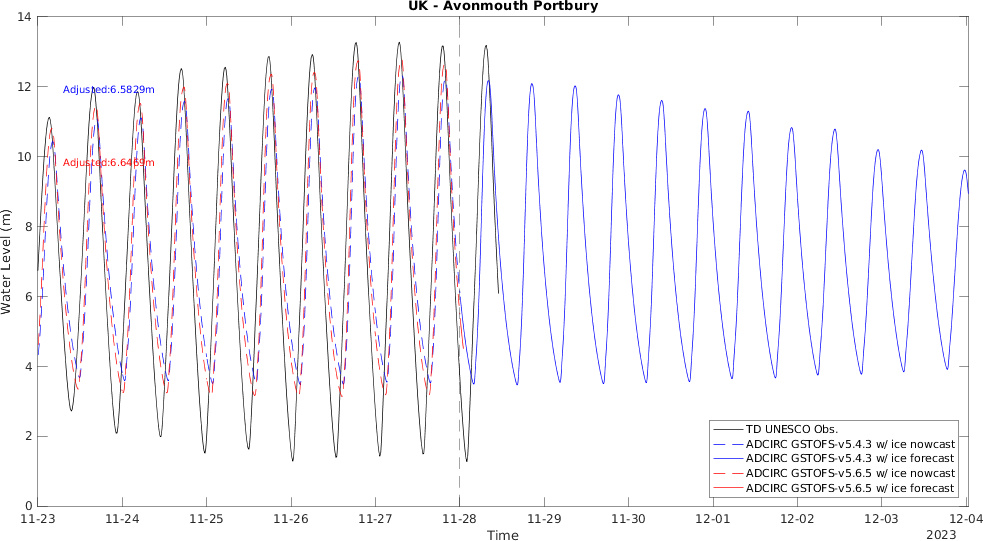 UK - Avonmouth Portbury
14
12
10
8
6
4
2
0
Water Level (m)
Adjusted:6.5829m
Adjusted:6.6469m
TD UNESCO Obs.
ADCIRC GSTOFS-v5.4.3 w/ ice nowcast
ADCIRC GSTOFS-v5.4.3 w/ ice forecast
ADCIRC GSTOFS-v5.6.5 w/ ice nowcast
ADCIRC GSTOFS-v5.6.5 w/ ice forecast
11-23 11-24 11-25 11-26 11-27 11-28 11-29 11-30 12-01 12-02 12-03 12-04
Time
2023